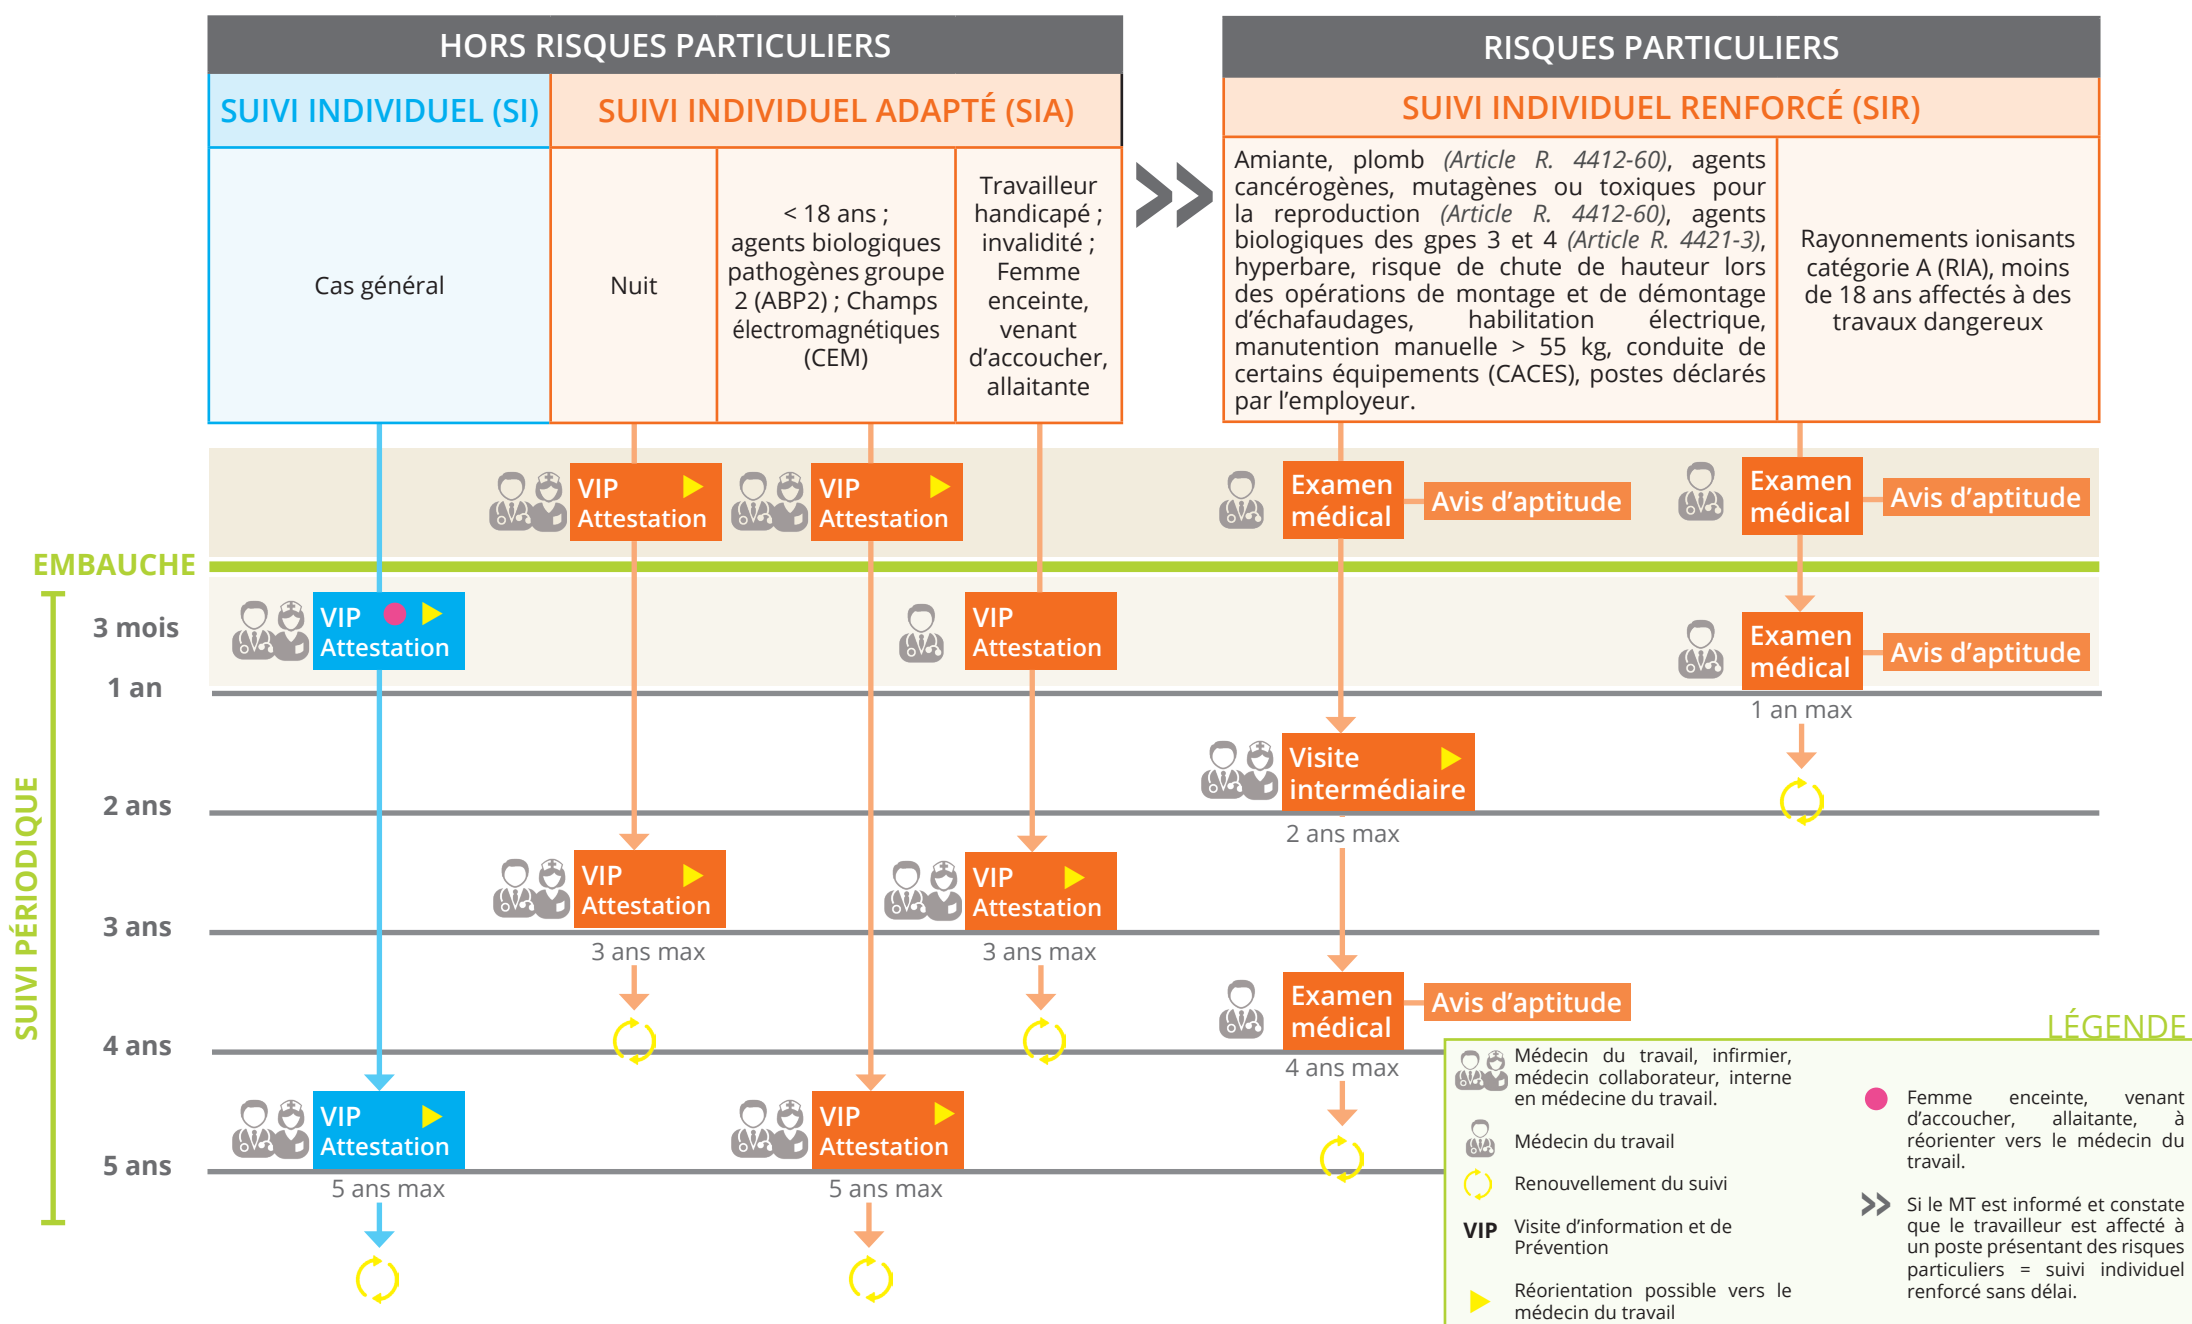 HORS RISQUES PARTICULIERS
SUIVI INDIVIDUEL (SI)
SUIVI INDIVIDUEL ADAPTÉ (SIA)
Cas général
Nuit
< 18 ans ;
agents biologiques
pathogènes groupe
2 (ABP2) ; Champs
électromagnétiques
(CEM)
Travailleur
handicapé ;
invalidité ;
Femme
enceinte,
venant
d’accoucher,
allaitante
RISQUES PARTICULIERS
SUIVI INDIVIDUEL RENFORCÉ (SIR)
Amiante, plomb (Article R. 4412-60), agents
cancérogènes, mutagènes ou toxiques pour
la reproduction (Article R. 4412-60), agents
biologiques des gpes 3 et 4 (Article R. 4421-3),
hyperbare, risque de chute de hauteur lors
des opérations de montage et de démontage
d’échafaudages, habilitation électrique,
manutention manuelle > 55 kg, conduite de
certains équipements (CACES), postes déclarés
par l’employeur.
Rayonnements ionisants
catégorie A (RIA), moins
de 18 ans affectés à des
travaux dangereux
VIP
Attestation
VIP
Attestation
Examen
médical
Avis d’aptitude
Examen
médical
Avis d’aptitude
EMBAUCHE
SUIVI PÉRIODIQUE
3 mois
VIP
Attestation
VIP
Attestation
Examen
médical
Avis d’aptitude
1 an
1 an max
Visite
intermédiaire
2 ans
2 ans max
VIP
Attestation
VIP
Attestation
3 ans
3 ans max
3 ans max
Examen
médical
Avis d’aptitude
4 ans
4 ans max
VIP
Attestation
VIP
Attestation
5 ans
5 ans max
5 ans max
LÉGENDE
Médecin du travail, infirmier,
médecin collaborateur, interne
en médecine du travail.
Médecin du travail
Renouvellement du suivi
VIP Visite d’information et de
Prévention
Réorientation possible vers le
médecin du travail
Femme enceinte, venant
d’accoucher, allaitante, à
réorienter vers le médecin du
travail.
Si le MT est informé et constate
que le travailleur est affecté à
un poste présentant des risques
particuliers = suivi individuel
renforcé sans délai.